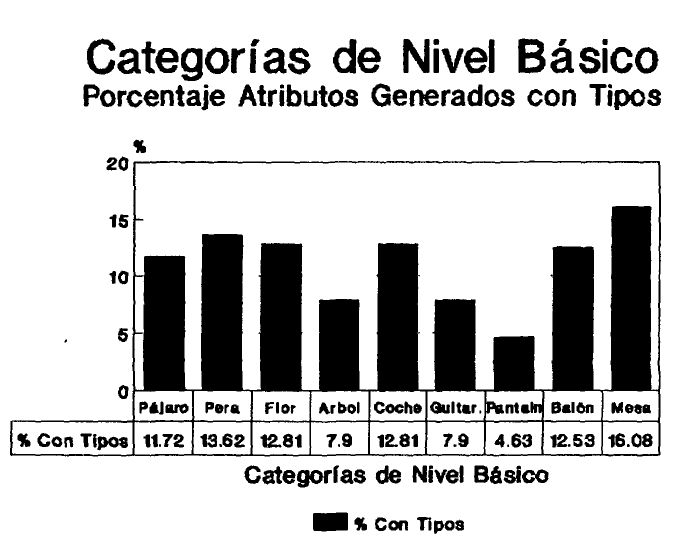 Categorías de Nivel Básico
Porcentaje Atributos Generados con Tipos
%
20
15
10
5
0
Pájaro Pera Flor Arbol Coche Guitar. Pantaln Balón Mesa
% Con Tipos 11.72 13.62 12.81 7.9 12.81 7.9 4.63 12.53 16.08
Categorías de Nivel Básico
% Con Tipos